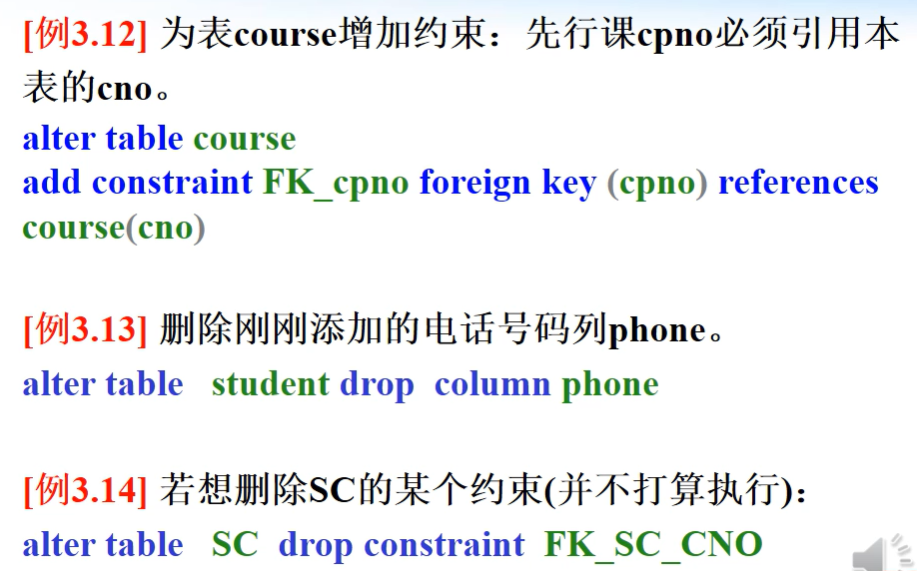 [例3.12] 为表course增加约束：先行课cpno必须引用本
表的cno。
alter table course
add constraint FK_cpno foreign key (cpno) references
course(cno)
[例3.13] 删除刚刚添加的电话号码列phone。
alter table student drop column phone
[例3.14] 若想删除SC的某个约束(并不打算执行)：
alter table SC drop constraint FK_SC_CNO